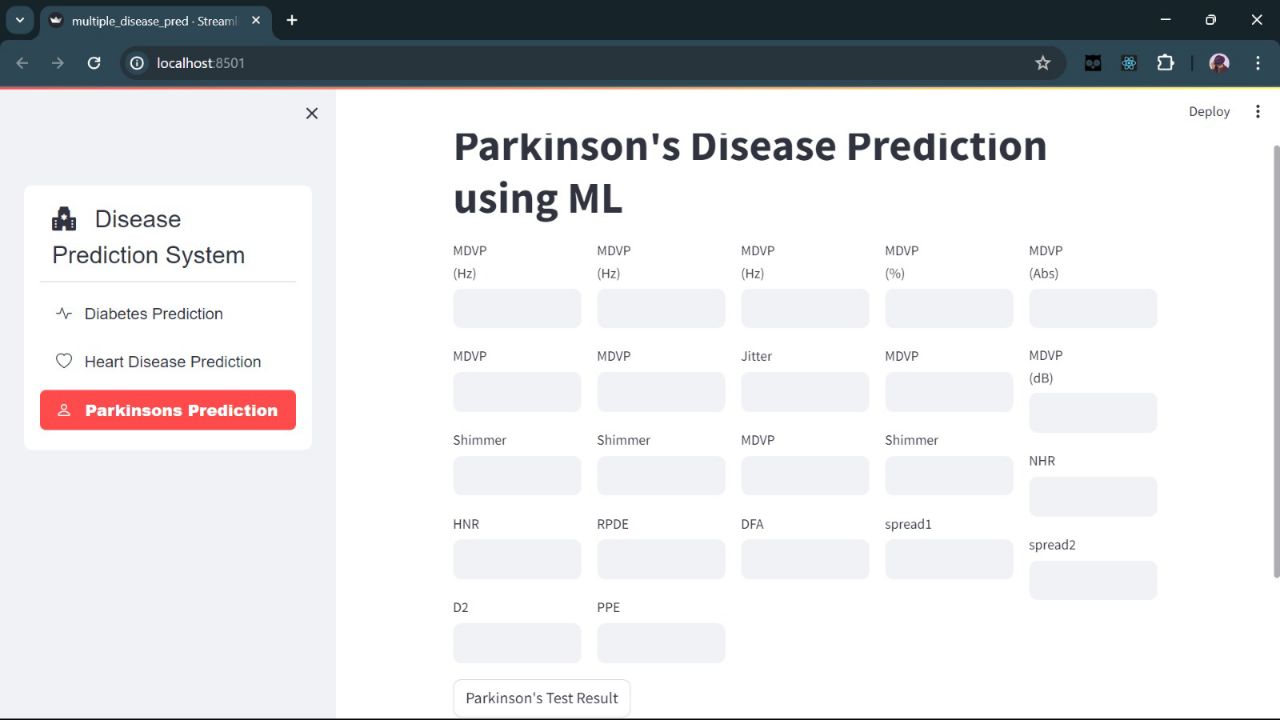 multiple_disease_pred · Streaml
localhost:8501
Deploy
Disease
Prediction System
Diabetes Prediction
Heart Disease Prediction
Parkinsons Prediction
Parkinson's Disease Prediction
using ML
MDVP MDVP MDVP MDVP MDVP
(Hz) (Hz) (Hz) (%) (Abs)
MDVP MDVP Jitter MDVP MDVP
(dB)
Shimmer Shimmer MDVP Shimmer
NHR
HNR RPDE DFA spread1
spread2
D2 PPE
Parkinson's Test Result